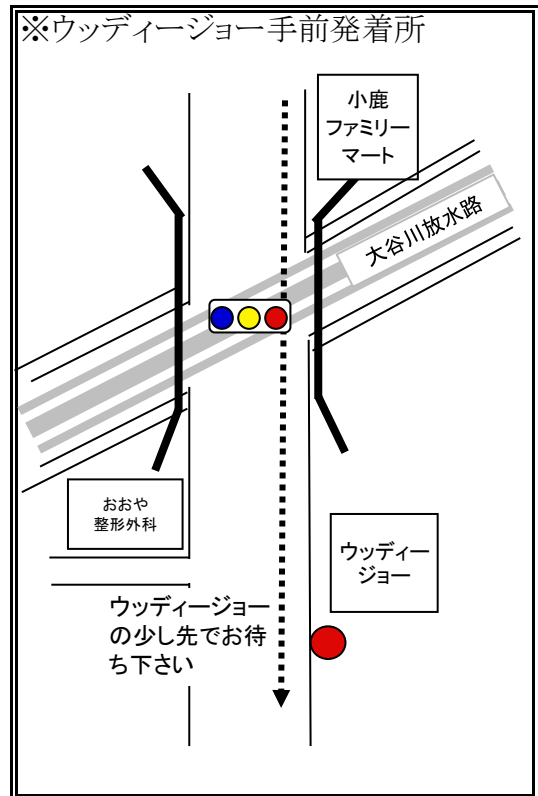 ※ウッディージョー手前発着所
小鹿
ファミリー
マート
大谷川放水路
おおや
整形外科
ウッディー
ジョー
ウッディージョー
の少し先でお待
ち下さい